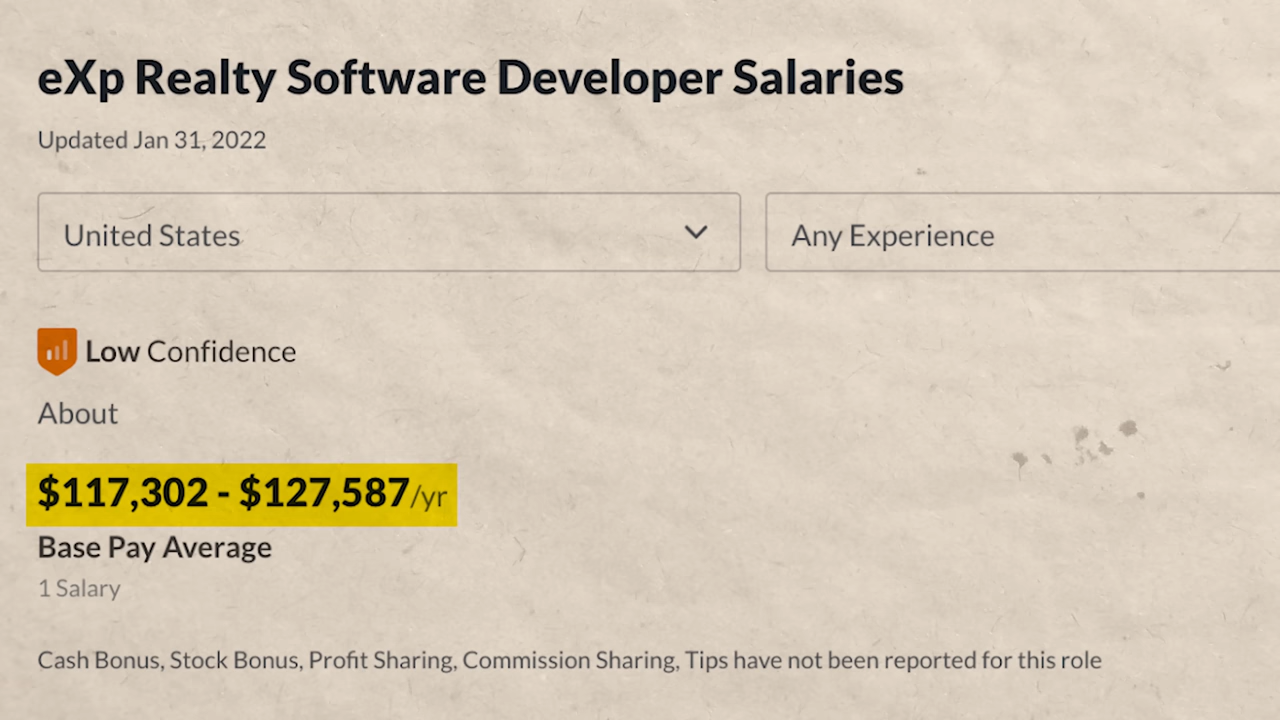 eXp Realty Software Developer Salaries
Updated Jan 31, 2022
United States
Any Experience
Low Confidence
About
$117,302 - $127,587/yr
Base Pay Average
1 Salary
Cash Bonus, Stock Bonus, Profit Sharing, Commission Sharing, Tips have not been reported for this role